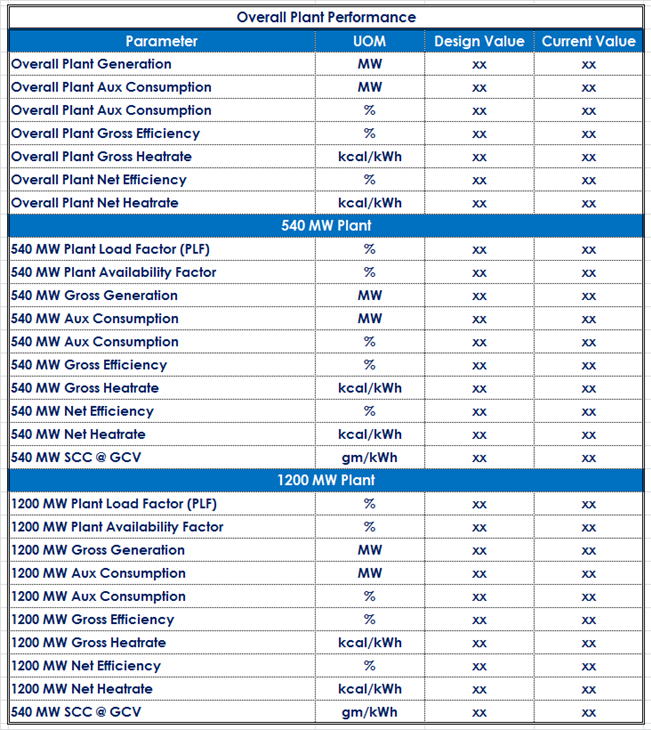 Overall Plant Performance
Parameter UOM Design Value Current Value
Overall Plant Generation MW xx xx
Overall Plant Aux Consumption MW xx xx
Overall Plant Aux Consumption % xx xx
Overall Plant Gross Efficiency % xx xx
Overall Plant Gross Heatrate kcal/kWh xx xx
Overall Plant Net Efficiency % xx xx
Overall Plant Net Heatrate kcal/kWh xx xx
540 MW Plant
540 MW Plant Load Factor (PLF) % xx xx
540 MW Plant Availability Factor % xx xx
540 MW Gross Generation MW xx xx
540 MW Aux Consumption MW xx xx
540 MW Aux Consumption % xx xx
540 MW Gross Efficiency % xx xx
540 MW Gross Heatrate kcal/kWh xx xx
540 MW Net Efficiency % xx xx
540 MW Net Heatrate kcal/kWh xx xx
540 MW SCC @ GCV gm/kWh xx xx
1200 MW Plant
1200 MW Plant Load Factor (PLF) % xx xx
1200 MW Plant Availability Factor % xx xx
1200 MW Gross Generation MW xx xx
1200 MW Aux Consumption MW xx xx
1200 MW Aux Consumption % xx xx
1200 MW Gross Efficiency % xx xx
1200 MW Gross Heatrate kcal/kWh xx xx
1200 MW Net Efficiency % xx xx
1200 MW Net Heatrate kcal/kWh xx xx
540 MW SCC @ GCV gm/kWh xx xx